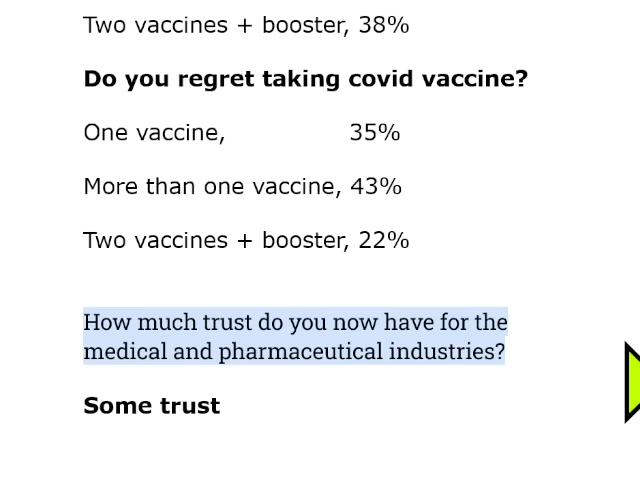 Two vaccines + booster, 38%
Do you regret taking covid vaccine?
One vaccine, 35%
More than one vaccine, 43%
Two vaccines + booster, 22%
How much trust do you now have for the
medical and pharmaceutical industries?
Some trust